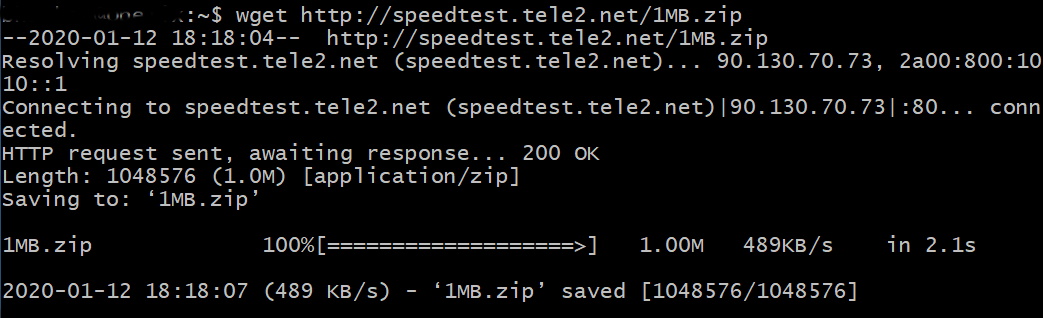 :~$ wget http://speedtest.tele2.net/1MB.zip
--2020-01-12 18:18:04--  http://speedtest.tele2.net/1MB.zip
Resolving speedtest.tele2.net (speedtest.tele2.net)... 90.130.70.73, 2a00:800:10
10::1
Connecting to speedtest.tele2.net (speedtest.tele2.net)|90.130.70.73|:80... conn
ected.
HTTP request sent, awaiting response... 200 OK
Length: 1048576 (1.0M) [application/zip]
Saving to: ‘1MB.zip’
1MB.zip             100%[===================>]   1.00M   489KB/s    in 2.1s
2020-01-12 18:18:07 (489 KB/s) - ‘1MB.zip’ saved [1048576/1048576]